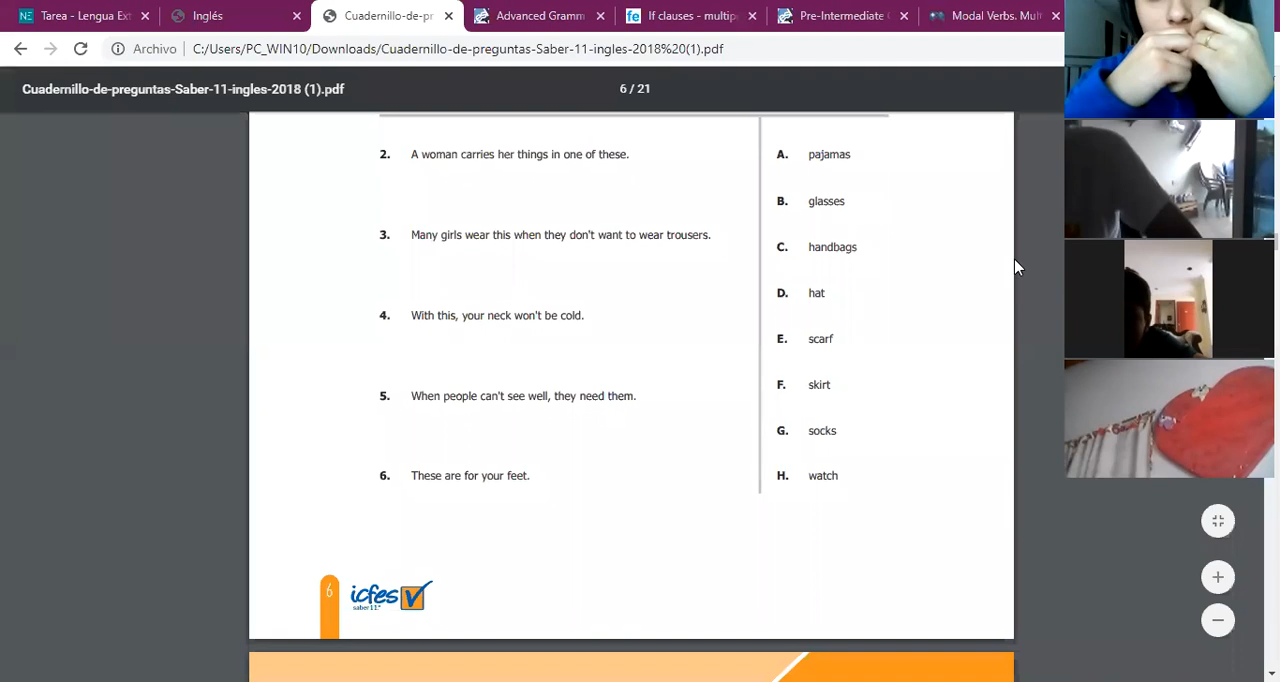 Tarea - Lengua Ex
Inglés
Cuadernillo-de-pr
Advanced Gramm
If clauses - multip
Pre-Intermediate
Modal Verbs. Mul
Archivo
C:/Users/PC_WIN10/Downloads/Cuadernillo-de-preguntas-Saber-11-ingles-2018%20(1).pdf
Cuadernillo-de-preguntas-Saber-11-ingles-2018 (1).pdf
6 / 21
2. A woman carries her things in one of these.
3. Many girls wear this when they don't want to wear trousers.
4. With this, your neck won't be cold.
5. When people can't see well, they need them.
6. These are for your feet.
A. pajamas
B. glasses
C. handbags
D. hat
E. scarf
F. skirt
G. socks
H. watch
6
icfes
saber 11.°